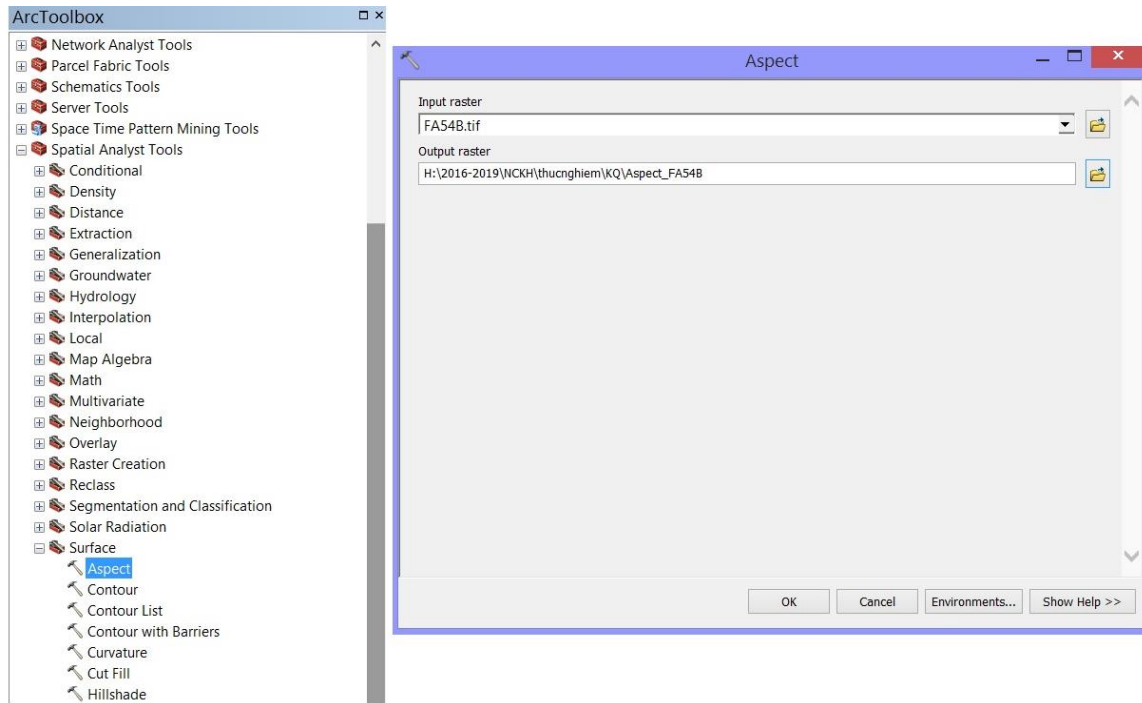 ArcToolbox
Network Analyst Tools
Parcel Fabric Tools
Schematics Tools
Server Tools
Space Time Pattern Mining Tools
Spatial Analyst Tools
Conditional
Density
Distance
Extraction
Generalization
Groundwater
Hydrology
Interpolation
Local
Map Algebra
Math
Multivariate
Neighborhood
Overlay
Raster Creation
Reclass
Segmentation and Classification
Solar Radiation
Surface
Aspect
Contour
Contour List
Contour with Barriers
Curvature
Cut Fill
Hillshade
Aspect
Input raster
FA54B.tif
Output raster
H:\2016-2019\NCKH\thucnghiem\KQ\Aspect_FA54B
OK Cancel Environments... Show Help >>